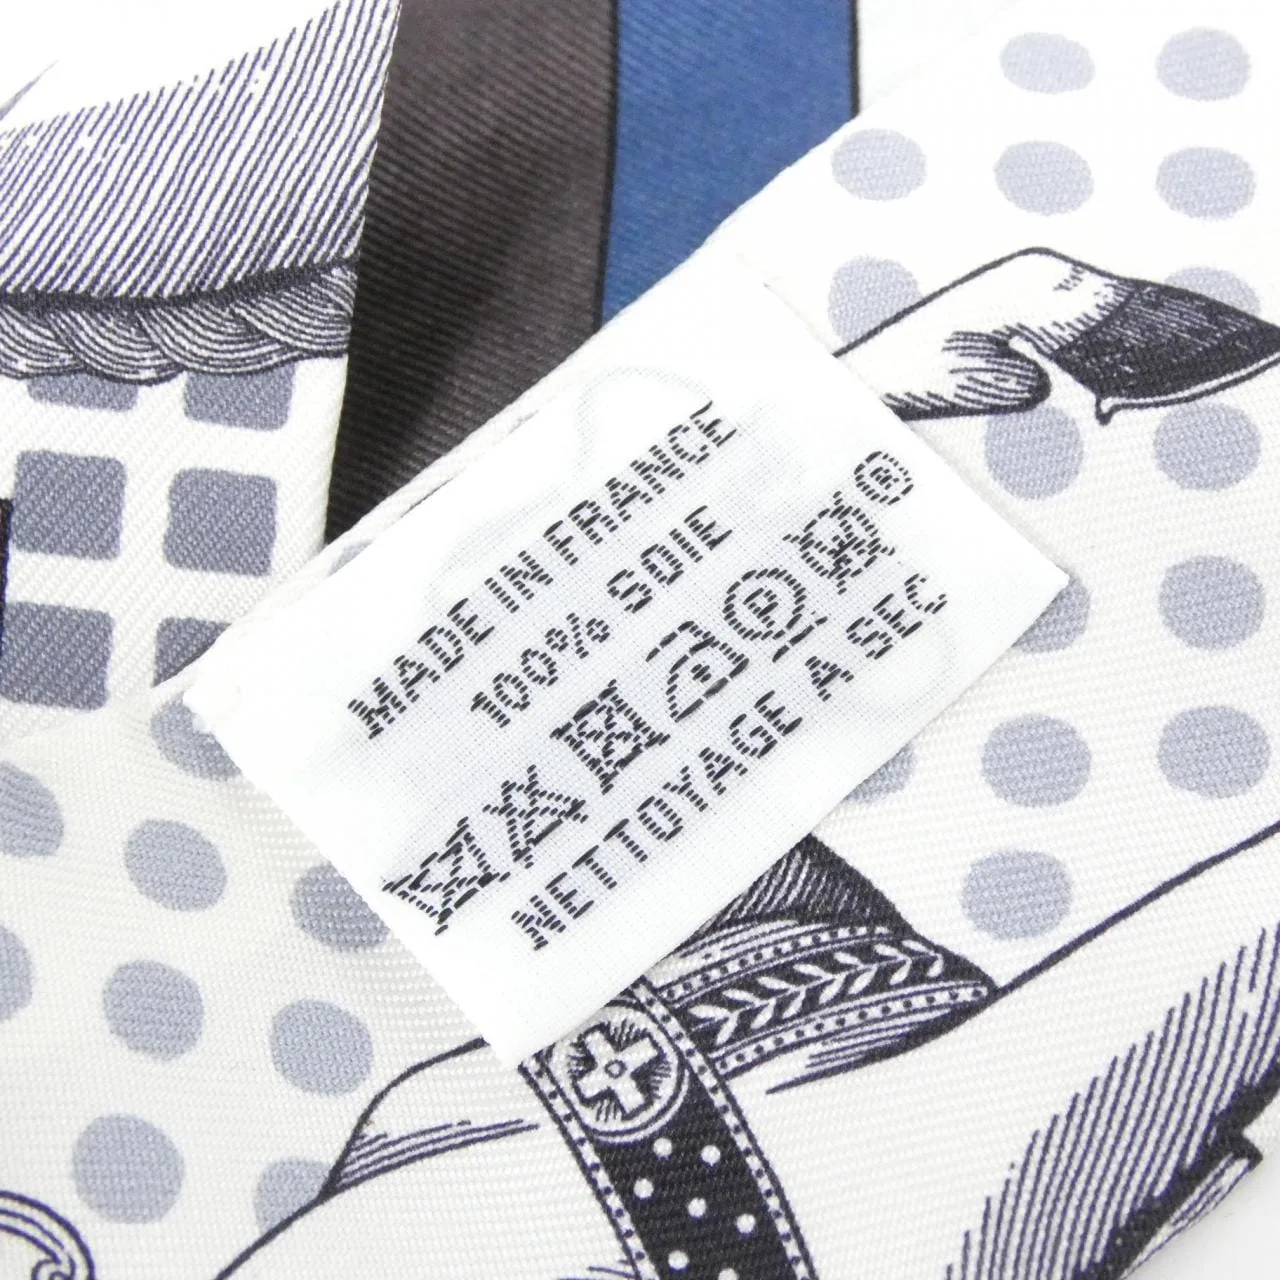 MADE IN FRANCE
100% SOIE
P ®
NETTOYAGE A SEC